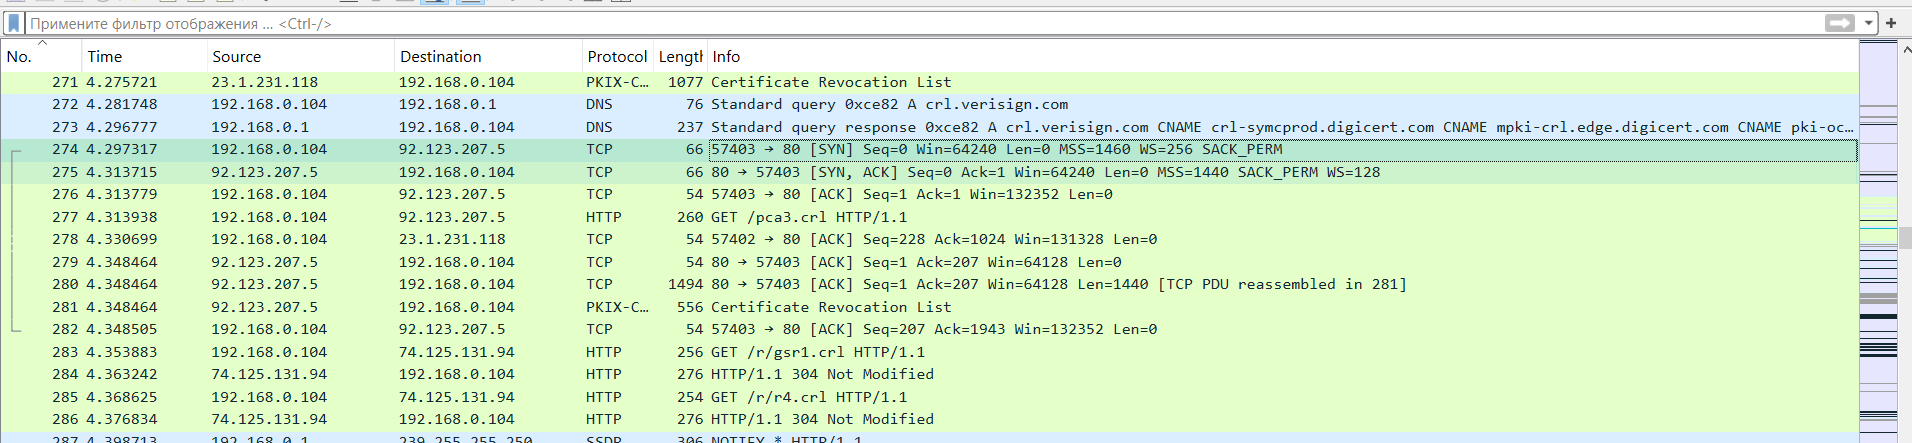 Примените фильтр отображения ... <Ctrl-/>
No. Time Source Destination Protocol Length Info
271 4.275721 23.1.231.118 192.168.0.104 PKIX-C… 1077 Certificate Revocation List
272 4.281748 192.168.0.104 192.168.0.1 DNS 76 Standard query 0xce82 A crl.verisign.com
273 4.296777 192.168.0.1 192.168.0.104 DNS 237 Standard query response 0xce82 A crl.verisign.com CNAME crl-symcprod.digicert.com CNAME mpki-crl.edge.digicert.com CNAME pki-oc…
274 4.297317 192.168.0.104 92.123.207.5 TCP 66 57403 → 80 [SYN] Seq=0 Win=64240 Len=0 MSS=1460 WS=256 SACK_PERM
275 4.313715 92.123.207.5 192.168.0.104 TCP 66 80 → 57403 [SYN, ACK] Seq=0 Ack=1 Win=64240 Len=0 MSS=1440 SACK_PERM WS=128
276 4.313779 192.168.0.104 92.123.207.5 TCP 54 57403 → 80 [ACK] Seq=1 Ack=1 Win=132352 Len=0
277 4.313938 192.168.0.104 92.123.207.5 HTTP 260 GET /pca3.crl HTTP/1.1
278 4.330699 192.168.0.104 23.1.231.118 TCP 54 57402 → 80 [ACK] Seq=228 Ack=1024 Win=131328 Len=0
279 4.348464 92.123.207.5 192.168.0.104 TCP 54 80 → 57403 [ACK] Seq=1 Ack=207 Win=64128 Len=0
280 4.348464 92.123.207.5 192.168.0.104 TCP 1494 80 → 57403 [ACK] Seq=1 Ack=207 Win=64128 Len=1440 [TCP PDU reassembled in 281]
281 4.348464 92.123.207.5 192.168.0.104 PKIX-C… 556 Certificate Revocation List
282 4.348505 192.168.0.104 92.123.207.5 TCP 54 57403 → 80 [ACK] Seq=207 Ack=1943 Win=132352 Len=0
283 4.353883 192.168.0.104 74.125.131.94 HTTP 256 GET /r/gsr1.crl HTTP/1.1
284 4.363242 74.125.131.94 192.168.0.104 HTTP 276 HTTP/1.1 304 Not Modified
285 4.368625 192.168.0.104 74.125.131.94 HTTP 254 GET /r/r4.crl HTTP/1.1
286 4.376834 74.125.131.94 192.168.0.104 HTTP 276 HTTP/1.1 304 Not Modified
287 4.398713 192.168.0.1 239.255.255.250 SSDP 306 NOTIFY * HTTP/1.1